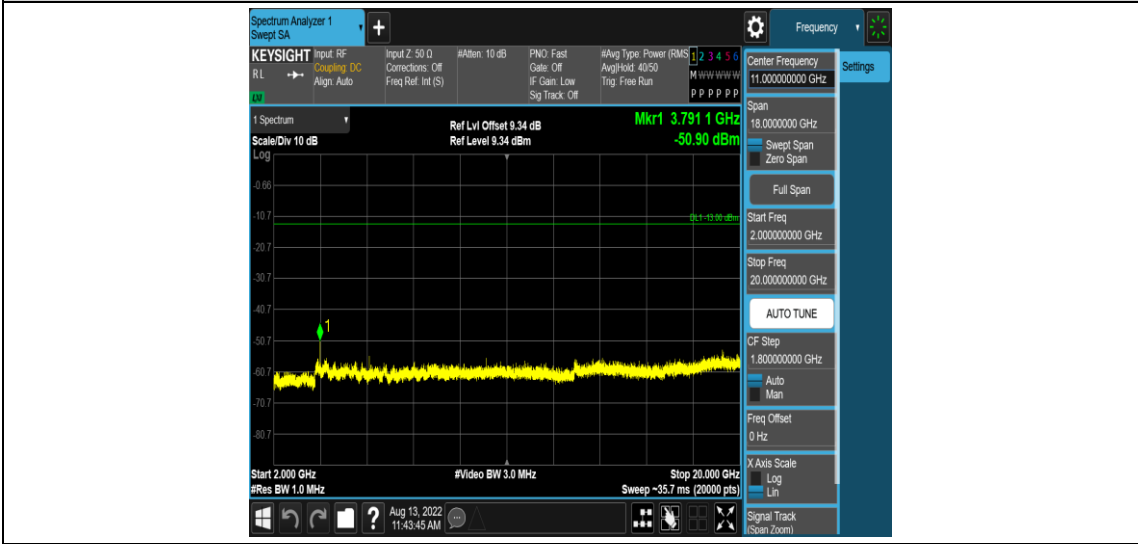 Spectrum Analyzer 1
Swept SA
+
Frequency
KEYSIGHT
RL
Input: RF
Coupling: DC
Align: Auto
Input Z: 50 Ω
Corrections: Off
Freq Ref: Int (S)
#Atten: 10 dB
PNO: Fast
Gate: Off
IF Gain: Low
Sig Track: Off
#Avg Type: Power (RMS
Avg|Hold: 40/50
Trig: Free Run
1 2 3 4 5 6
M W W W W W
P P P P P P
1 Spectrum
Scale/Div 10 dB
Log
Ref Lvl Offset 9.34 dB
Ref Level 9.34 dBm
Mkr1 3.791 1 GHz
-50.90 dBm
-0.66
-10.7
DL1 -13.00 dBm
-20.7
-30.7
-40.7
1
-50.7
-60.7
-70.7
-80.7
Start 2.000 GHz
#Res BW 1.0 MHz
#Video BW 3.0 MHz
Stop 20.000 GHz
Sweep ~35.7 ms (20000 pts)
?
Aug 13, 2022
11:43:45 AM
Center Frequency
11.000000000 GHz
Settings
Span
18.0000000 GHz
Swept Span
Zero Span
Full Span
Start Freq
2.000000000 GHz
Stop Freq
20.000000000 GHz
AUTO TUNE
CF Step
1.800000000 GHz
Auto
Man
Freq Offset
0 Hz
X Axis Scale
Log
Lin
Signal Track
(Span Zoom)